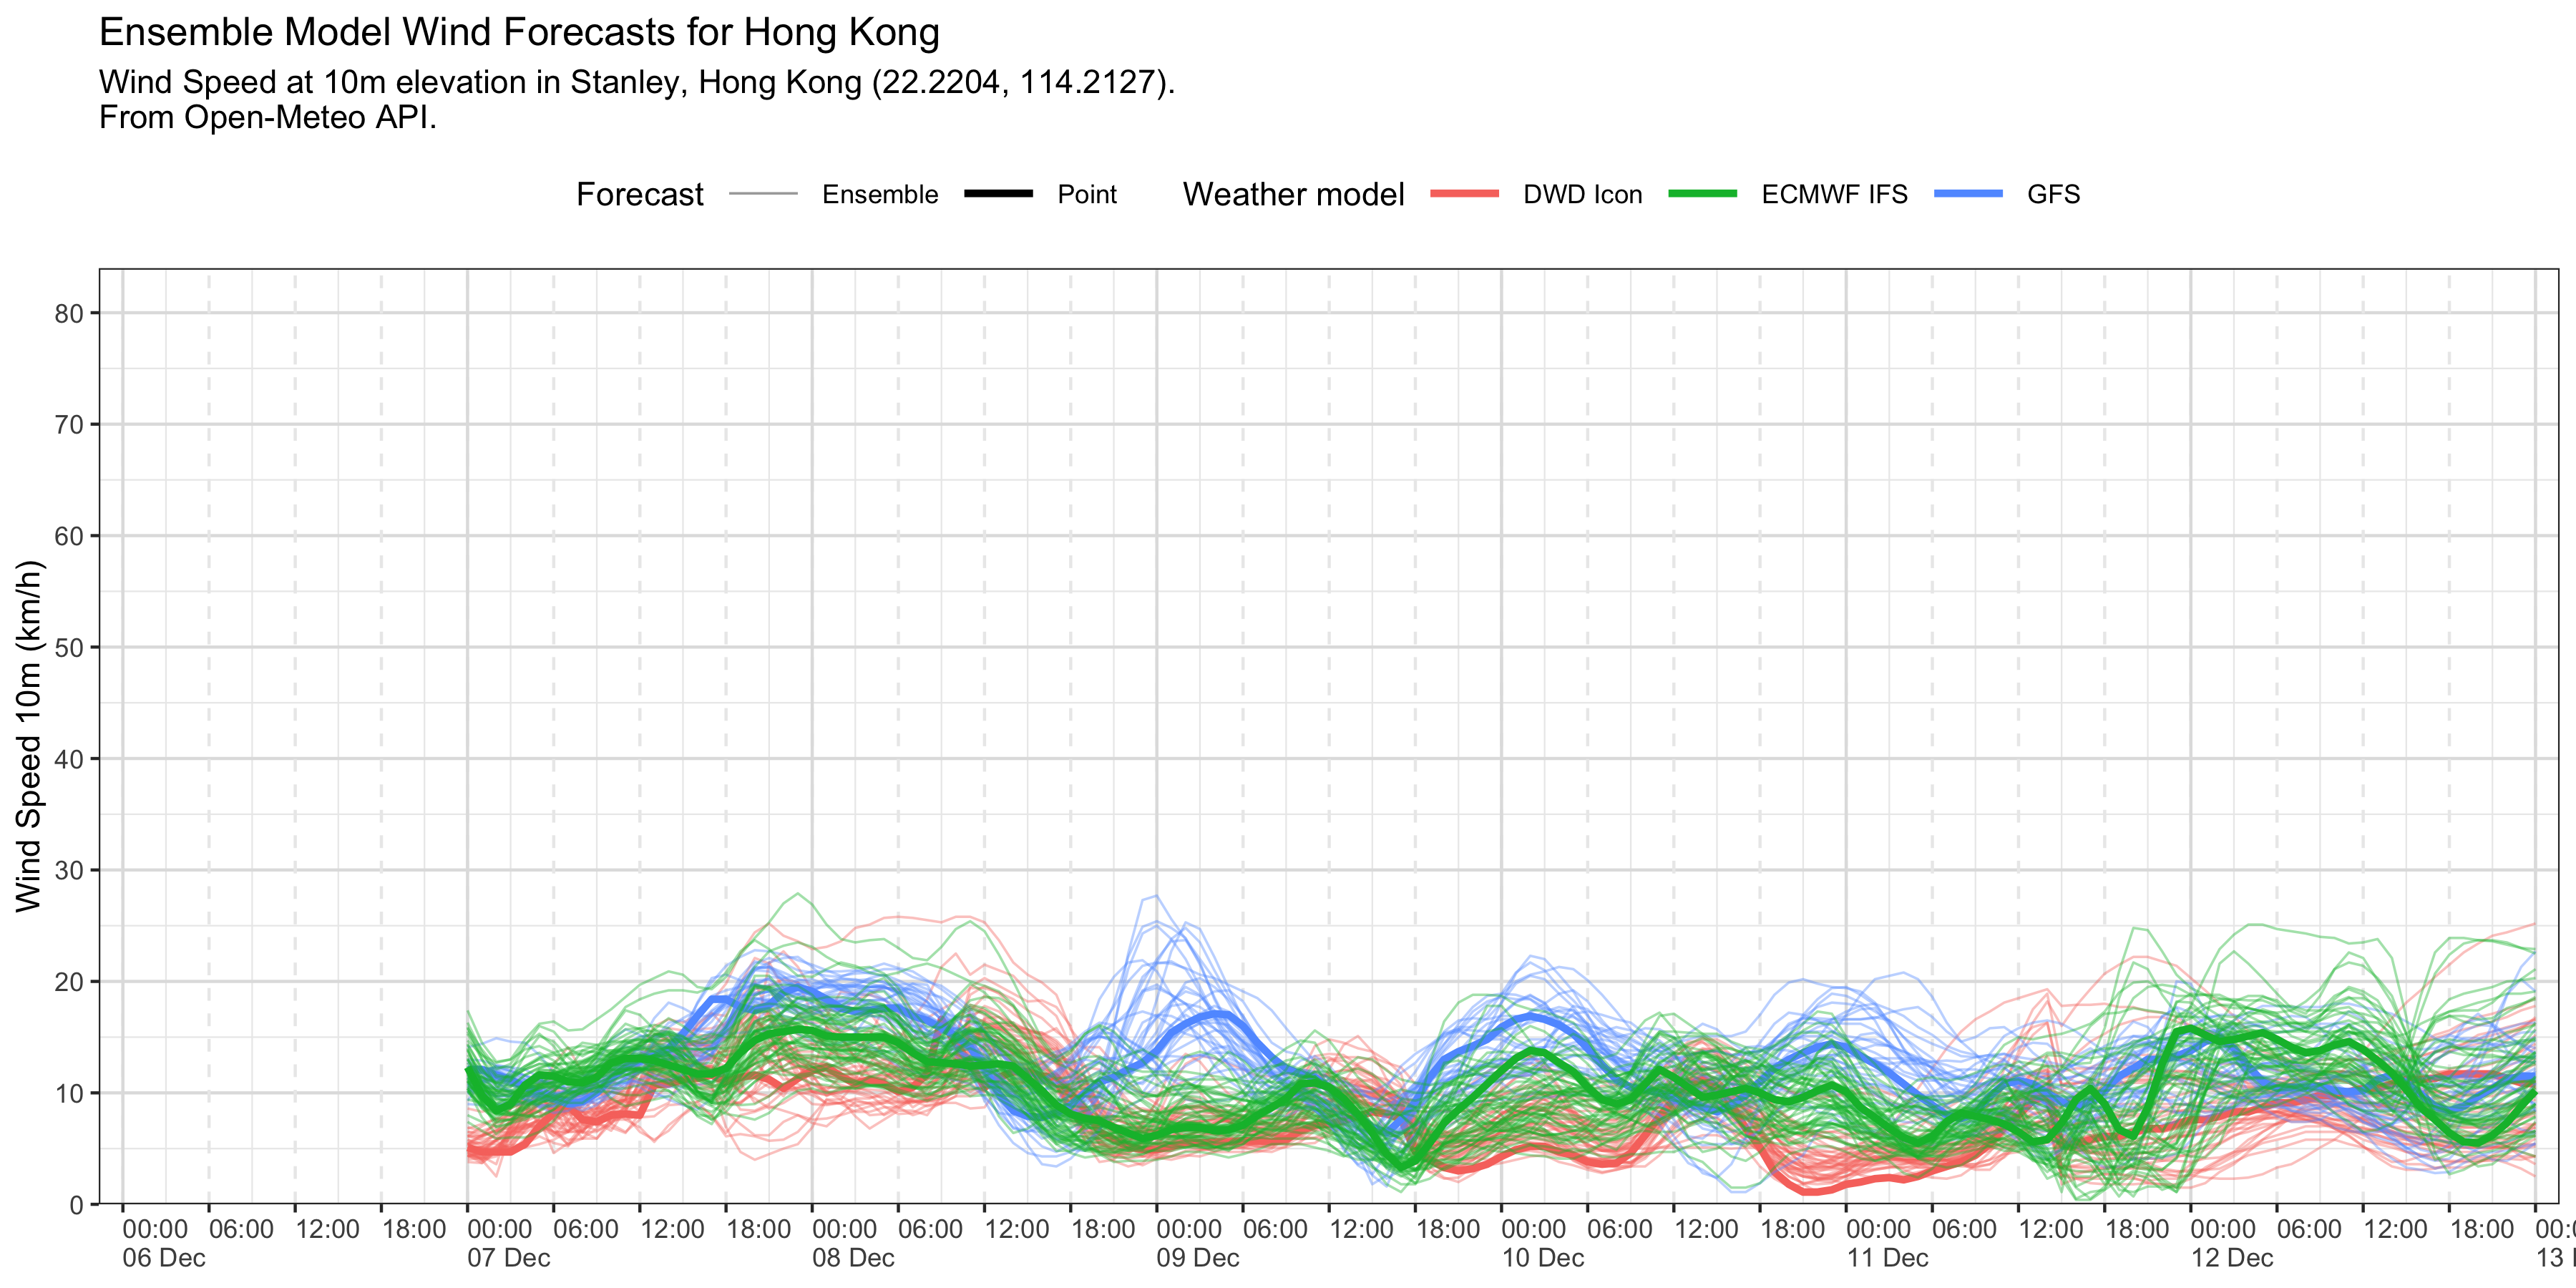 Ensemble Model Wind Forecasts for Hong Kong
Wind Speed at 10m elevation in Stanley, Hong Kong (22.2204, 114.2127).
From Open-Meteo API.
Forecast Ensemble Point Weather model DWD Icon ECMWF IFS GFS
Wind Speed 10m (km/h)
80
70
60
50
40
30
20
10
0
00:00 06:00 12:00 18:00 00:00 06:00 12:00 18:00 00:00 06:00 12:00 18:00 00:00 06:00 12:00 18:00 00:00 06:00 12:00 18:00 00:00 06:00 12:00 18:00 00:00 06:00 12:00 18:00
06 Dec 07 Dec 08 Dec 09 Dec 10 Dec 11 Dec 12 Dec 13